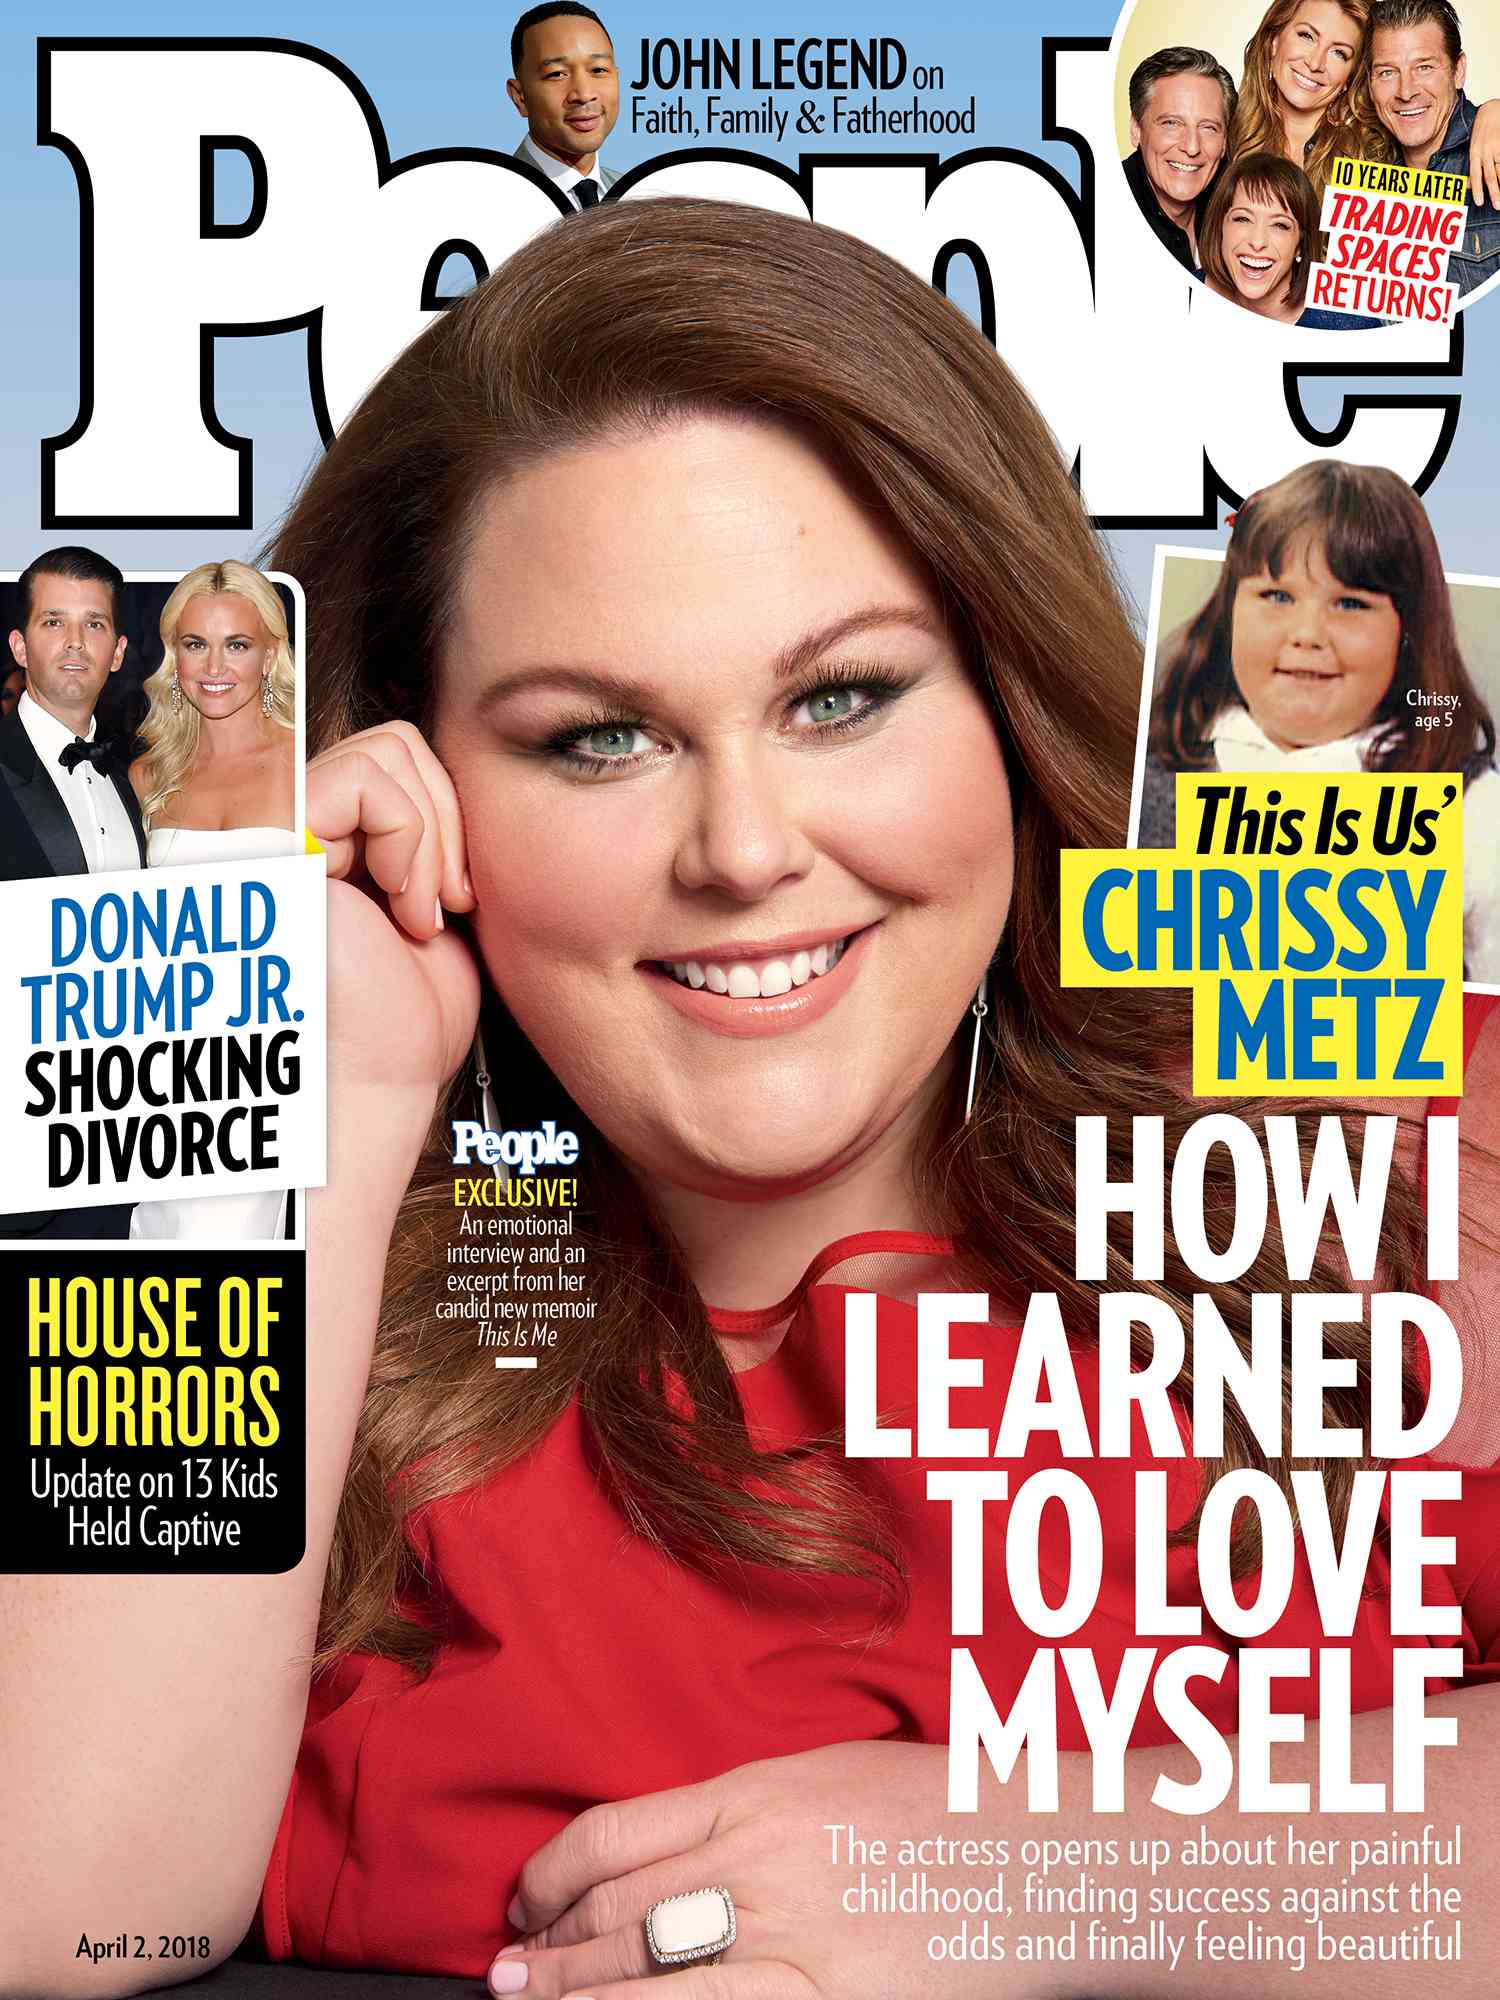 People
JOHN LEGEND on
Faith, Family & Fatherhood
10 YEARS LATER
TRADING
SPACES
RETURNS!
Chrissy,
age 5
This Is Us’
CHRISSY
METZ
HOW I
LEARNED
TO LOVE
MYSELF
The actress opens up about her painful
childhood, finding success against the
odds and finally feeling beautiful
DONALD
TRUMP JR.
SHOCKING
DIVORCE
HOUSE OF
HORRORS
Update on 13 Kids
Held Captive
People
EXCLUSIVE!
An emotional
interview and an
excerpt from her
candid new memoir
This Is Me
April 2, 2018